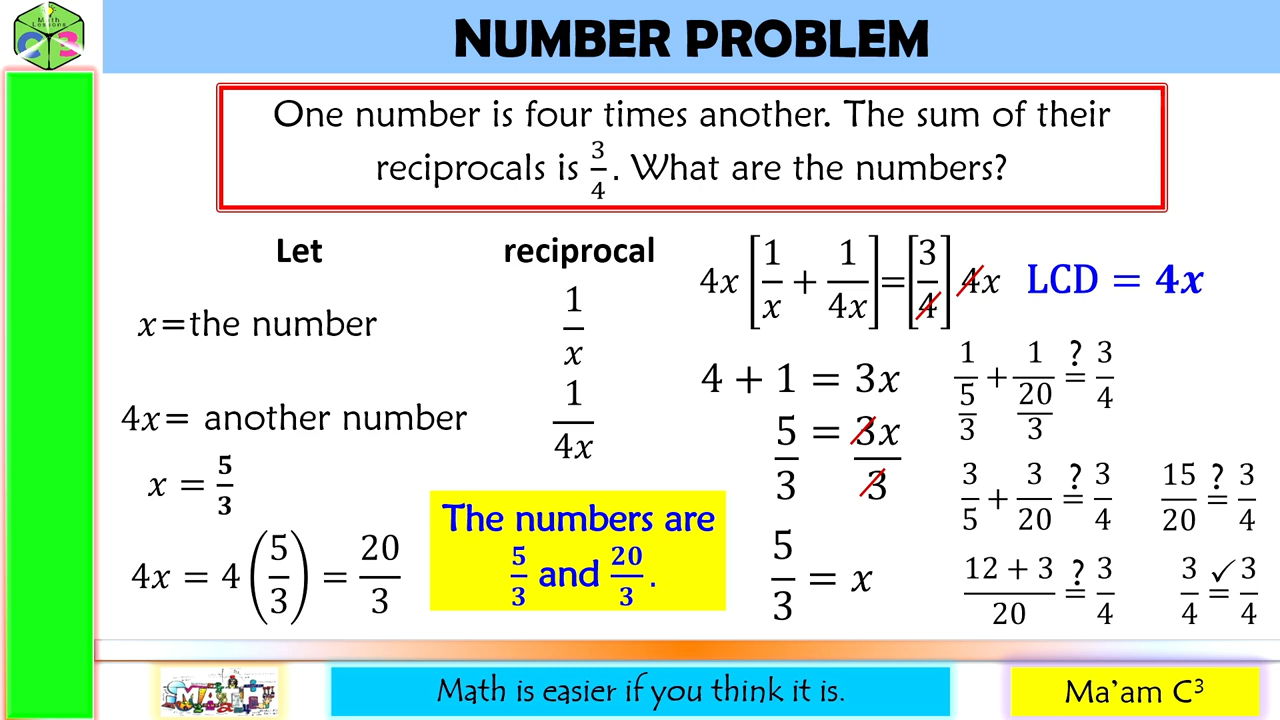 Math
Lessons
C 3
NUMBER PROBLEM
One number is four times another. The sum of their
reciprocals is 3/4. What are the numbers?
Let
reciprocal
x=the number
1/x
4x= another number
1/(4x)
x = 5/3
4x = 4(5/3) = 20/3
The numbers are
5/3 and 20/3.
4x [1/x + 1/(4x)] = [3/4] 4x
LCD = 4x
4 + 1 = 3x
5/3 = 3x/3
5/3 = x
1/(5/3) + 1/(20/3) ?= 3/4
3/5 + 3/20 ?= 3/4
(12 + 3)/20 ?= 3/4
15/20 ?= 3/4
3/4 ✓= 3/4
MATH
Math is easier if you think it is.
Ma’am C³